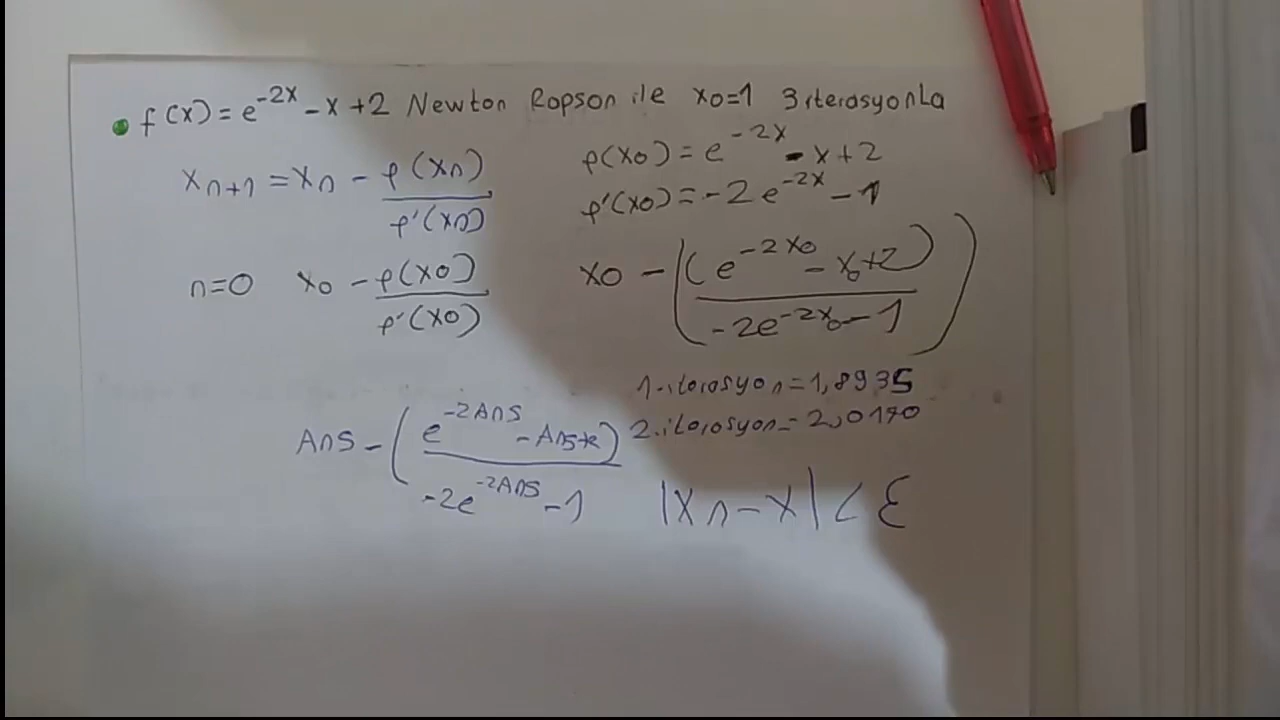 f(x) = e^-2x - x + 2 Newton Ropson ile x0=1 3 iterasyonla
xn+1 = xn - f(xn) / f'(xn)
f(x0) = e^-2x - x + 2
f'(x0) = -2e^-2x - 1
n=0 x0 - f(x0) / f'(x0)
x0 - ((e^-2x0 - x0 + 2) / -2e^-2x0 - 1)
1.iterasyon = 1,8935
2.iterasyon = 2,0170
Ans - (e^-2Ans - Ans+2) / -2e^-2Ans - 1
|xn - x| < ε